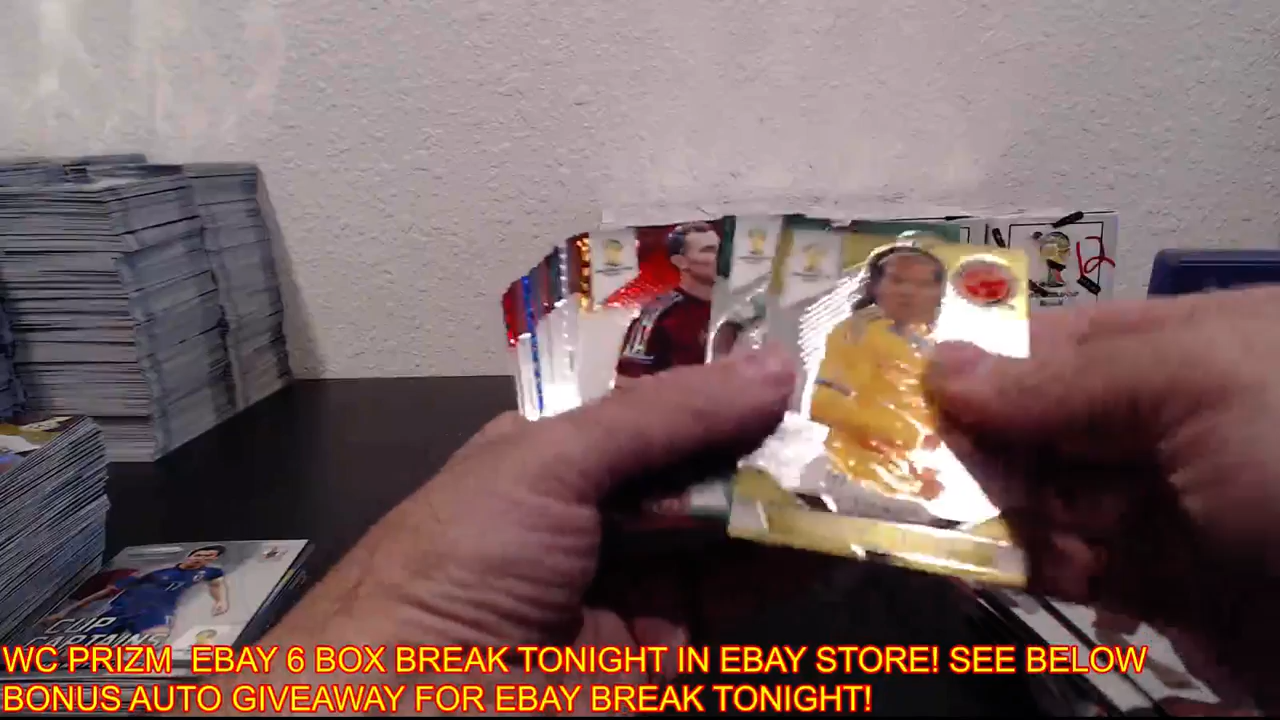 12
CUP
CAPTAINS
WC PRIZM EBAY 6 BOX BREAK TONIGHT IN EBAY STORE! SEE BELOW
BONUS AUTO GIVEAWAY FOR EBAY BREAK TONIGHT!